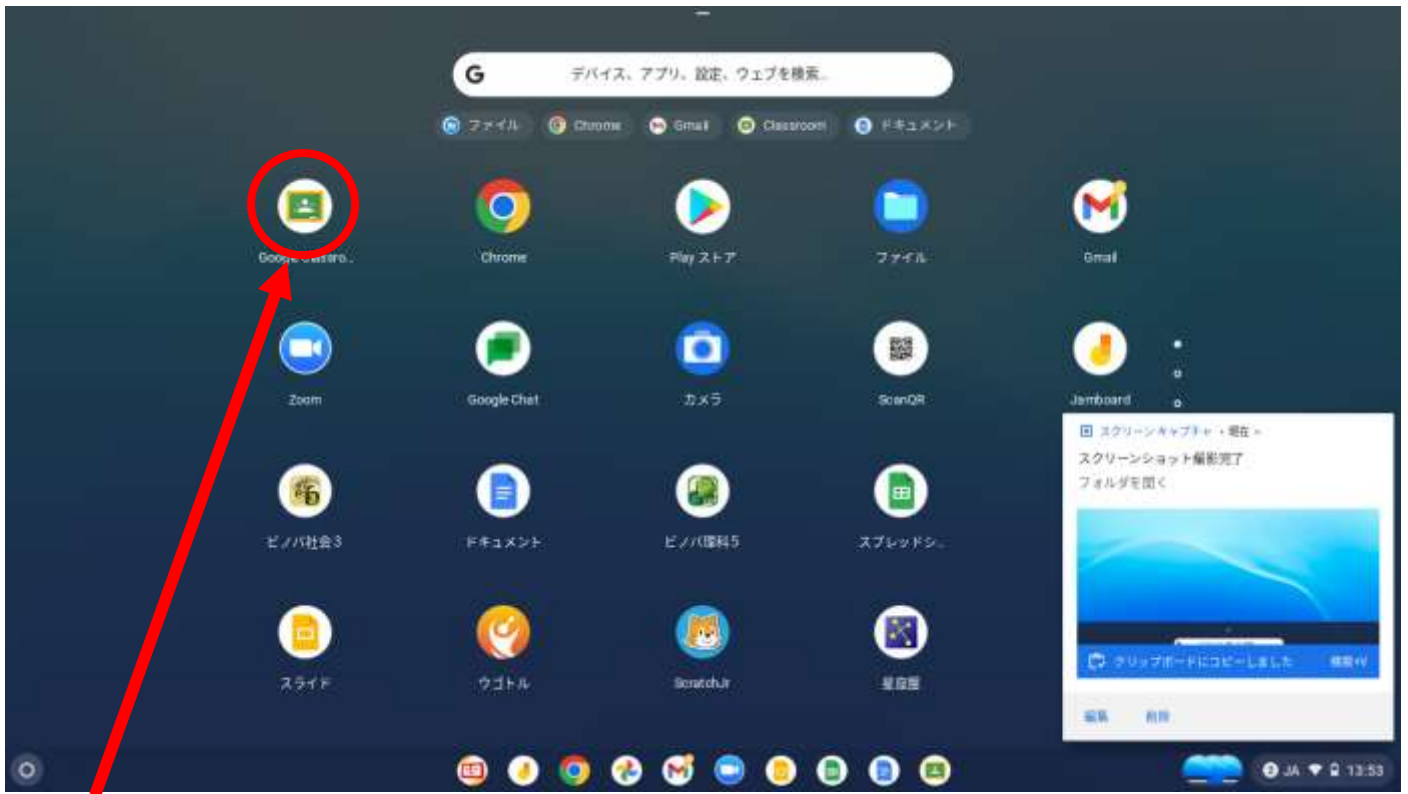 デバイス、アプリ、設定、ウェブを検索...
ファイル Chrome Gmail Classroom ドキュメント
Google Classro...
Chrome
Play ストア
ファイル
Gmail
Zoom
Google Chat
カメラ
ScanQR
Jamboard
ビノバ社会3
ドキュメント
ビノバ理科5
スプレッドシ...
スライド
ウゴトル
ScratchJr
星座盤
スクリーンキャプチャ・現在
スクリーンショット撮影完了
フォルダを開く
クリップボードにコピーしました 検索+V
編集 削除
JA 13:53